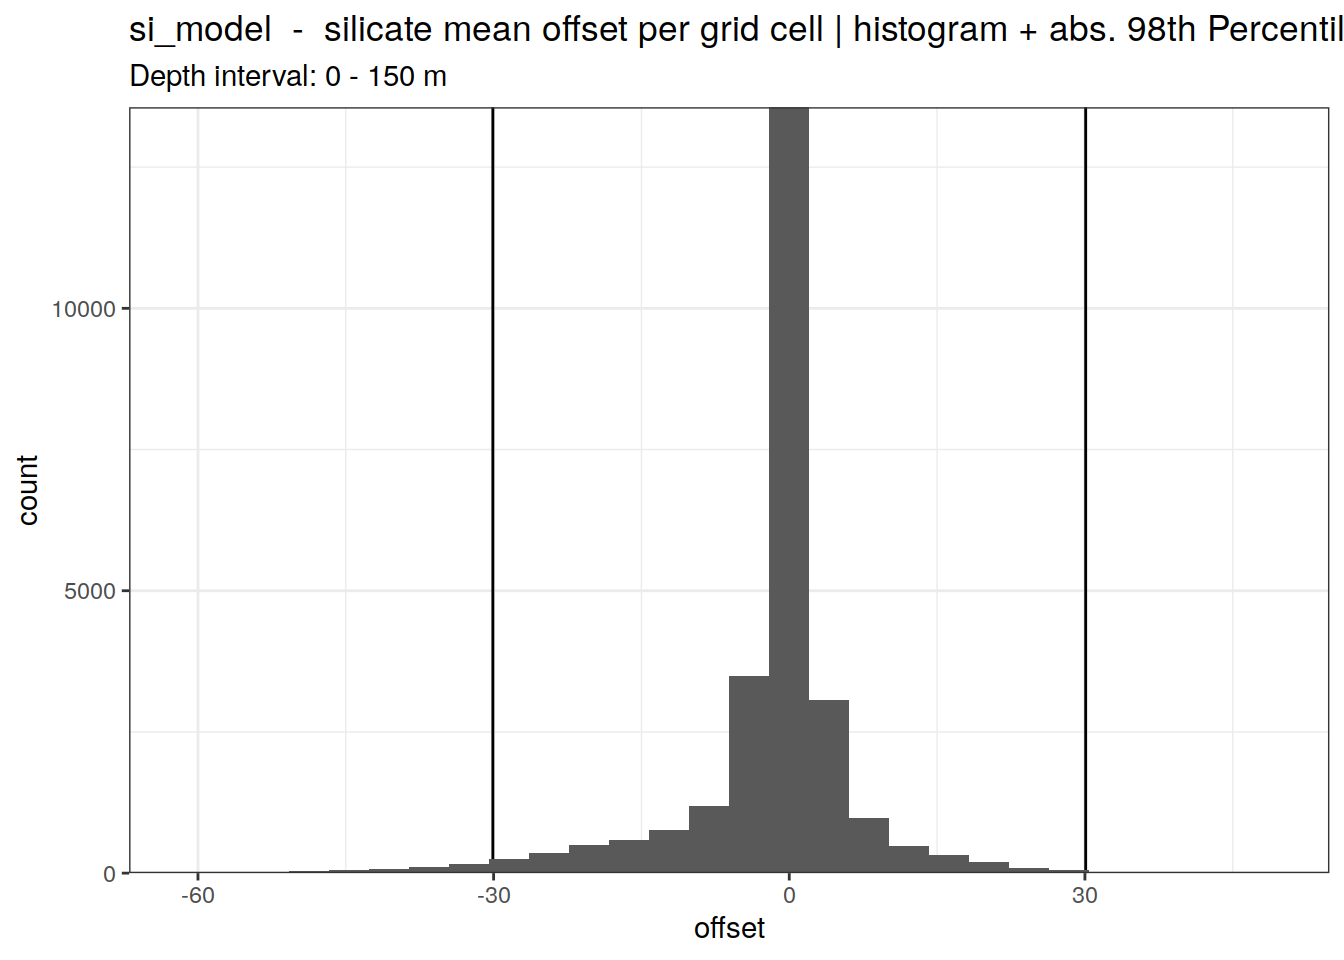 si_model  -  silicate mean offset per grid cell | histogram + abs. 98th Percentil
Depth interval: 0 - 150 m
10000
5000
0
count
-60
-30
0
30
offset